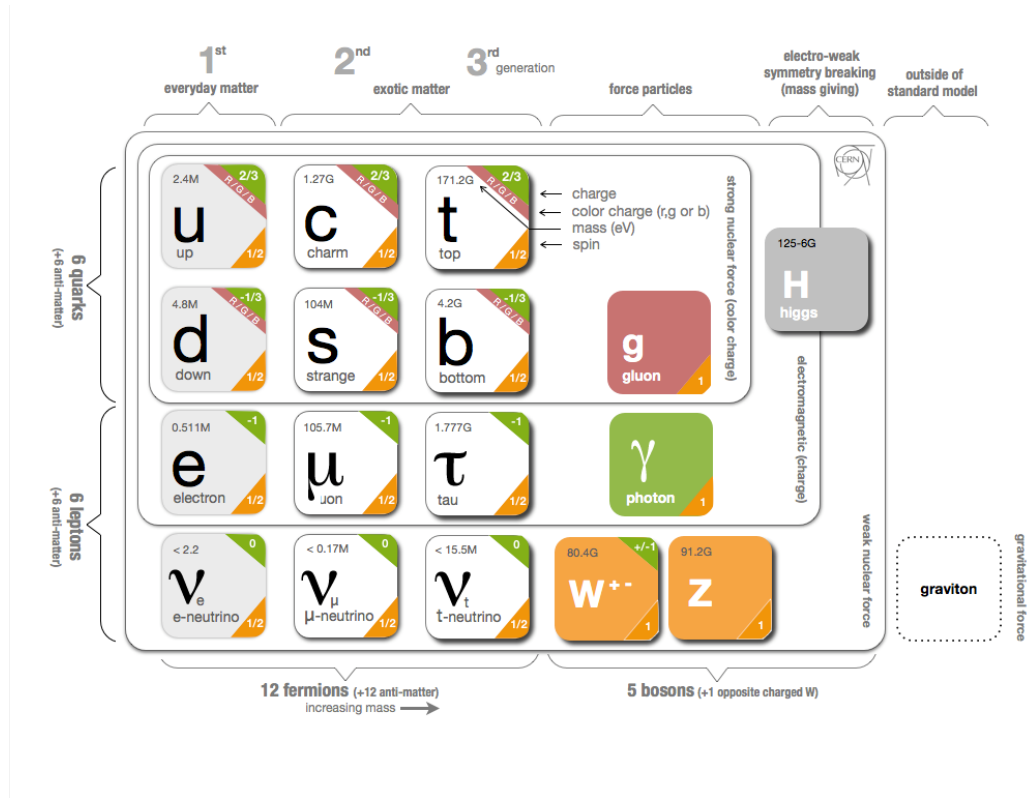 1st
everyday matter
2nd
3rd generation
exotic matter
force particles
electro-weak
symmetry breaking
(mass giving)
outside of
standard model
6 quarks
(+6 anti-matter)
2.4M
2/3
R/G/B
u
up
1/2
1.27G
2/3
R/G/B
c
charm
1/2
171.2G
2/3
R/G/B
t
top
1/2
charge
color charge (r,g or b)
mass (eV)
spin
strong nuclear force (color charge)
CERN
125-6G
H
higgs
4.8M
-1/3
R/G/B
d
down
1/2
104M
-1/3
R/G/B
s
strange
1/2
4.2G
-1/3
R/G/B
b
bottom
1/2
g
gluon
1
electromagnetic (charge)
6 leptons
(+6 anti-matter)
0.511M
-1
e
electron
1/2
105.7M
-1
μ
uon
1/2
1.777G
-1
τ
tau
1/2
γ
photon
1
weak nuclear force
< 2.2
0
νe
e-neutrino
1/2
< 0.17M
0
νμ
μ-neutrino
1/2
< 15.5M
0
νt
t-neutrino
1/2
80.4G
+/-1
W+-
1
91.2G
Z
1
graviton
gravitational force
12 fermions (+12 anti-matter)
increasing mass
5 bosons (+1 opposite charged W)